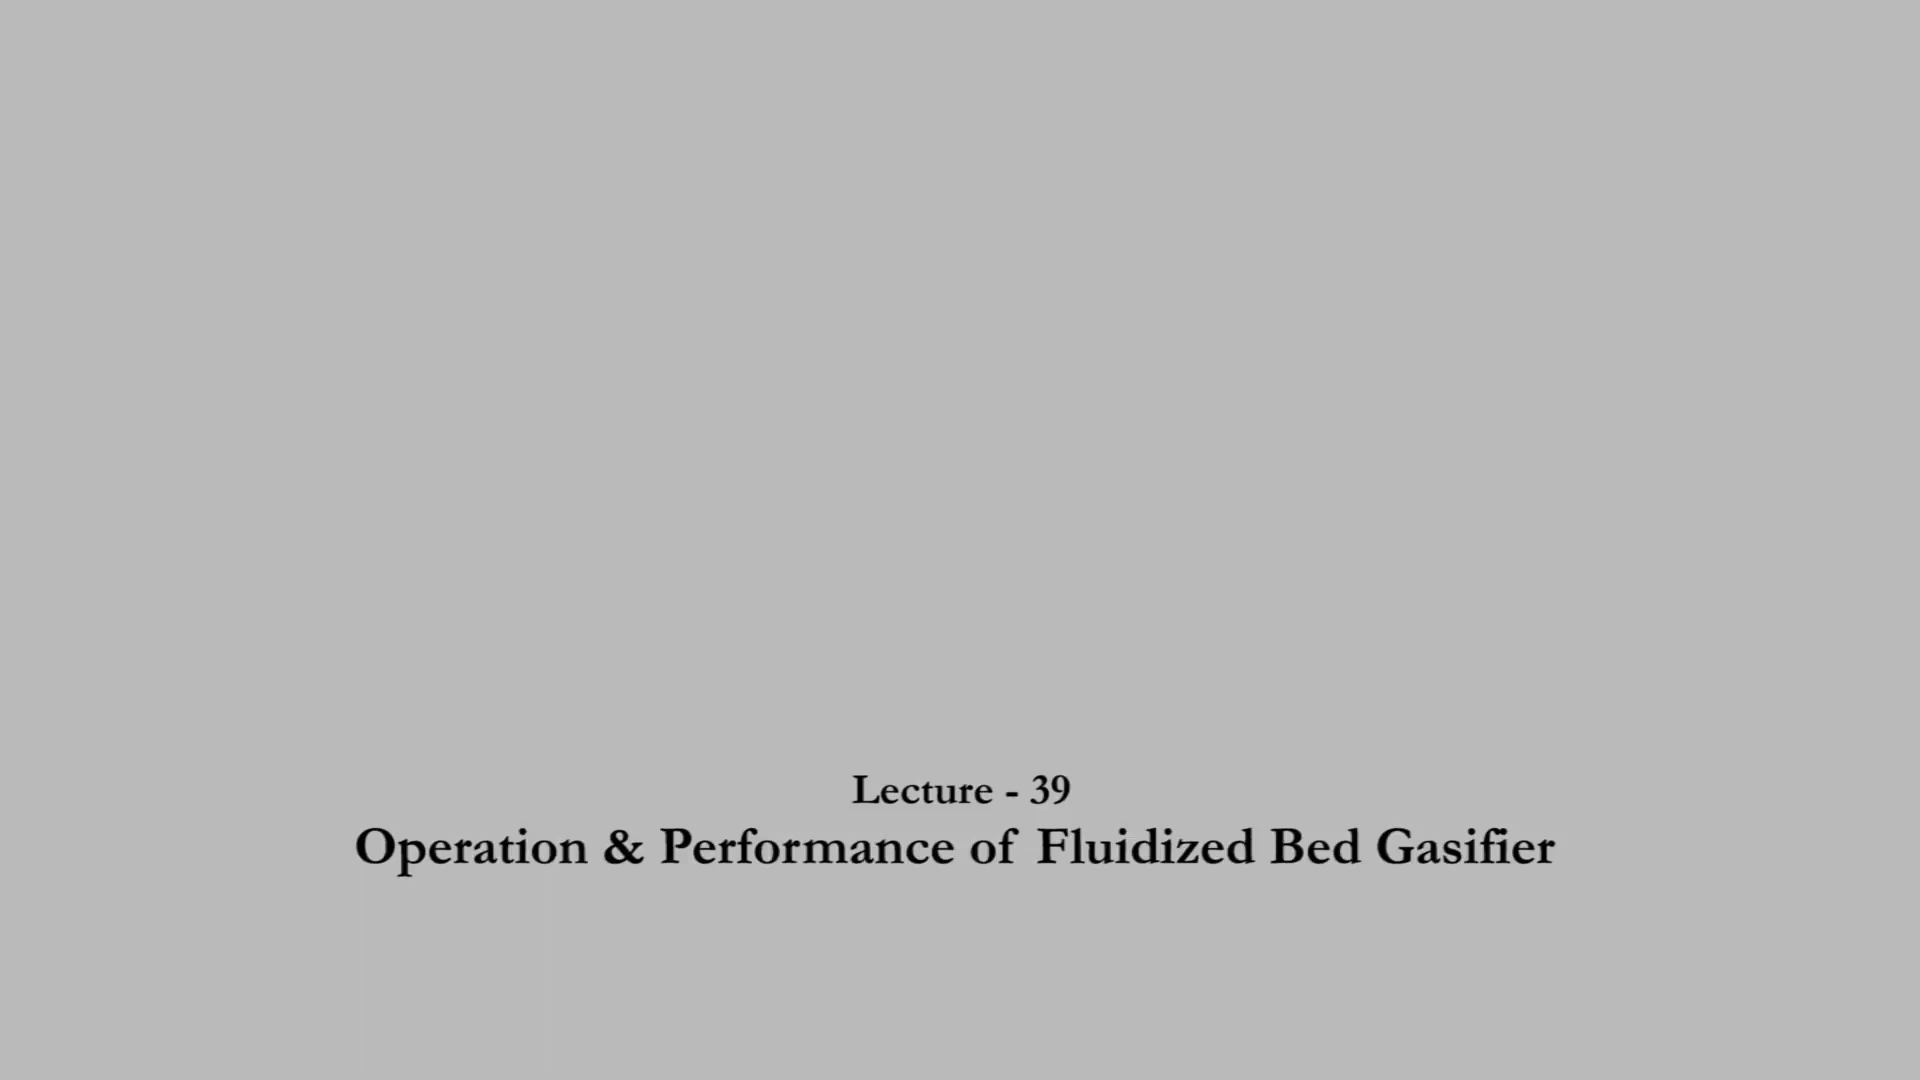 Lecture - 39
Operation & Performance of Fluidized Bed Gasifier